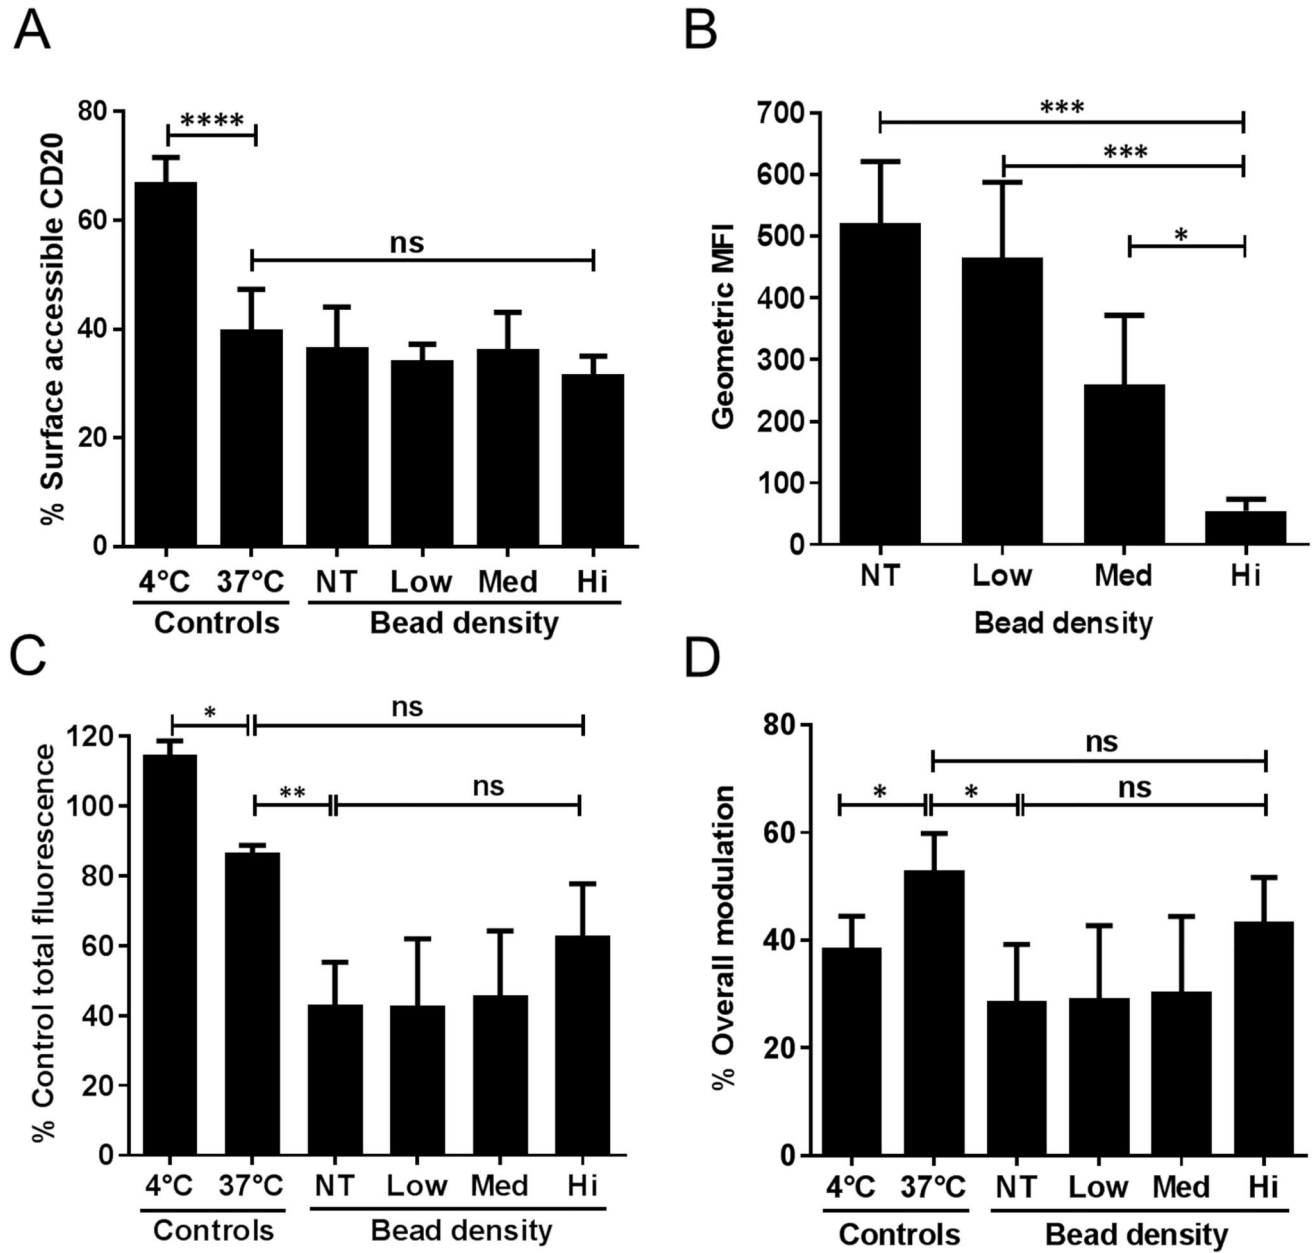 A
% Surface accessible CD20
80
60
40
20
0
****
ns
4°C 37°C NT Low Med Hi
Controls Bead density
B
Geometric MFI
700
600
500
400
300
200
100
0
***
***
*
NT Low Med Hi
Bead density
C
% Control total fluorescence
120
100
80
60
40
20
0
* ns
** ns
4°C 37°C NT Low Med Hi
Controls Bead density
D
% Overall modulation
80
60
40
20
0
ns
* * ns
4°C 37°C NT Low Med Hi
Controls Bead density